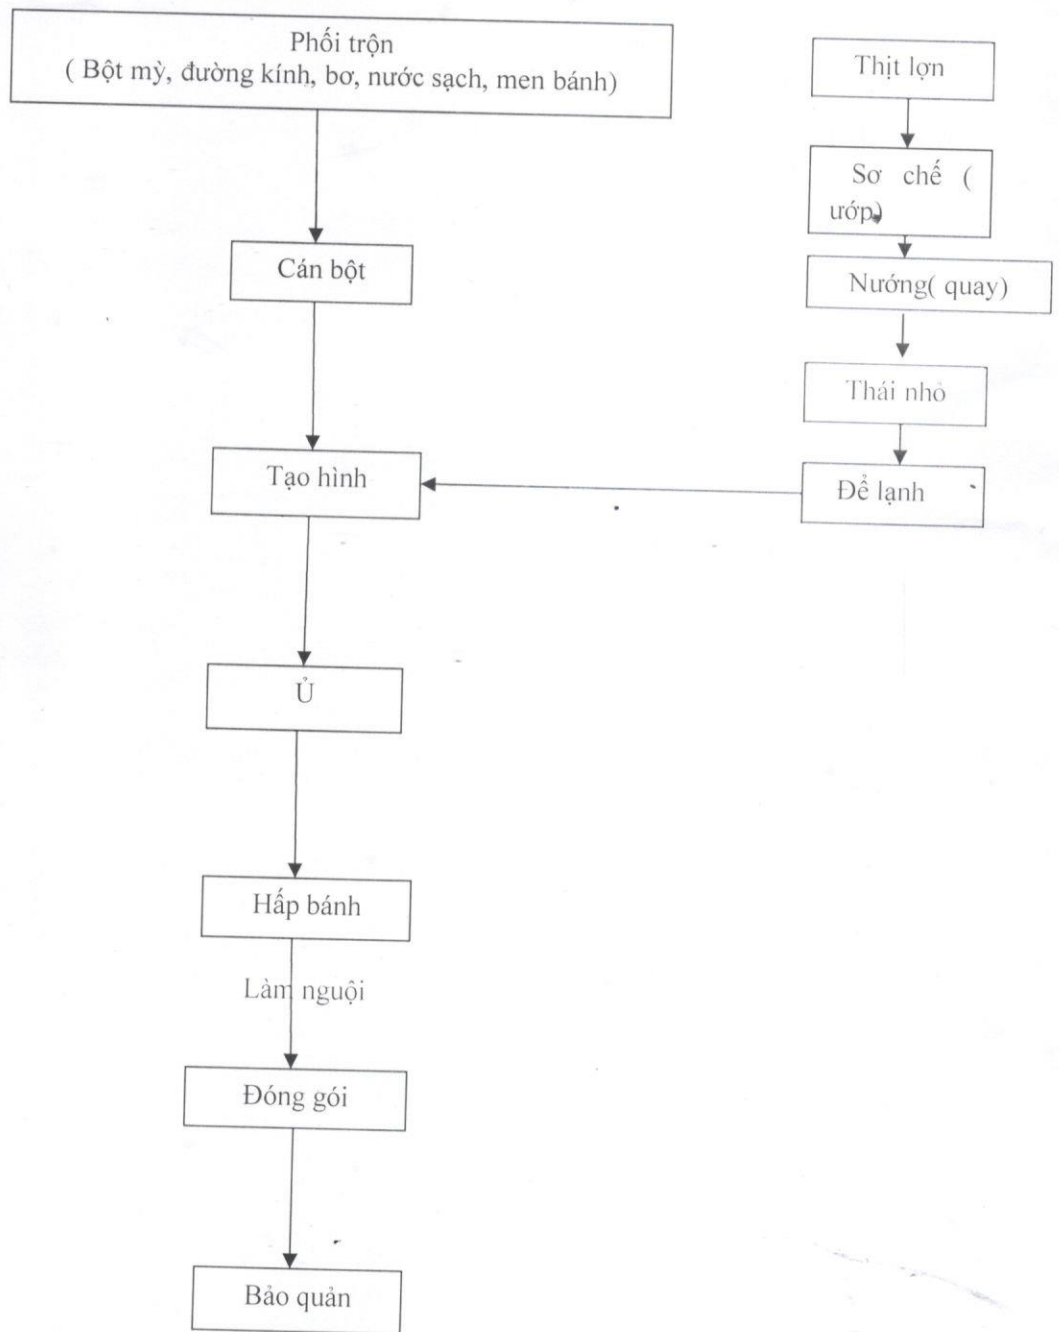 Phối trộn
( Bột mỳ, đường kính, bơ, nước sạch, men bánh)
Cán bột
Tạo hình
Ủ
Hấp bánh
Làm nguội
Đóng gói
Bảo quản
Thịt lợn
Sơ chế (
ướp)
Nướng( quay)
Thái nhỏ
Để lạnh